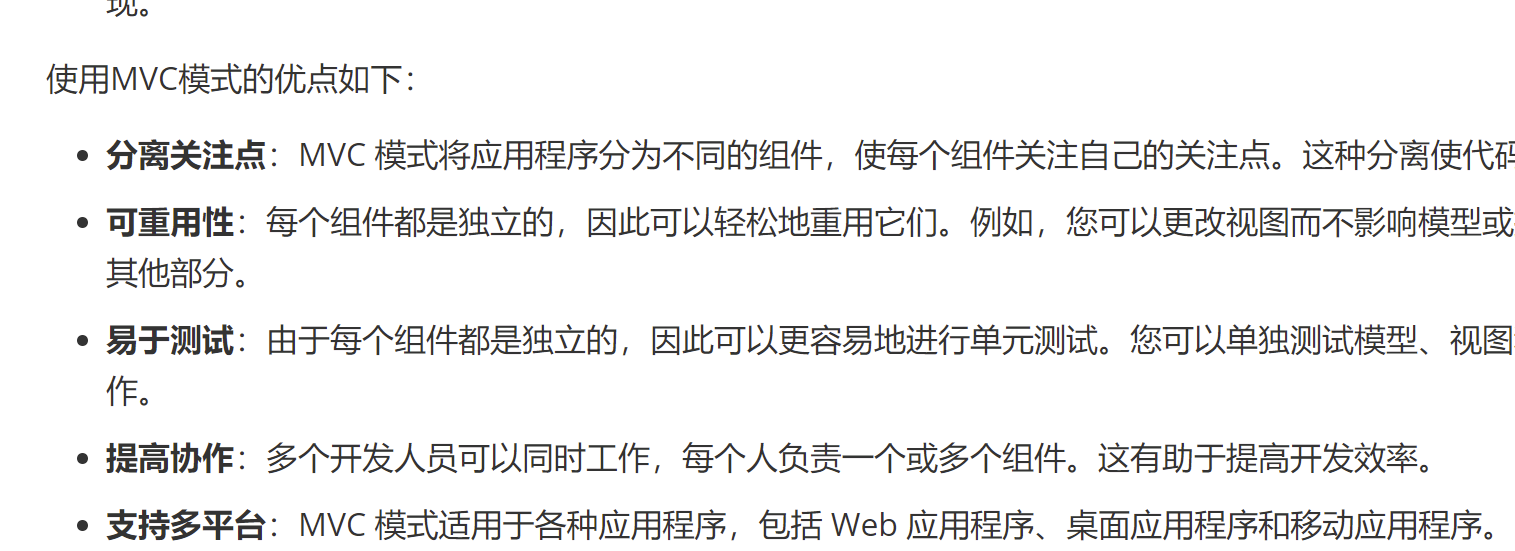 现。
使用MVC模式的优点如下：
• 分离关注点：MVC 模式将应用程序分为不同的组件，使每个组件关注自己的关注点。这种分离使代码
• 可重用性：每个组件都是独立的，因此可以轻松地重用它们。例如，您可以更改视图而不影响模型或
其他部分。
• 易于测试：由于每个组件都是独立的，因此可以更容易地进行单元测试。您可以单独测试模型、视图
作。
• 提高协作：多个开发人员可以同时工作，每个人负责一个或多个组件。这有助于提高开发效率。
• 支持多平台：MVC 模式适用于各种应用程序，包括 Web 应用程序、桌面应用程序和移动应用程序。